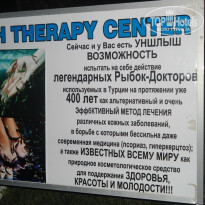 H THERAPY CENTER
Сейчас и у Вас есть УНШЛЫШ
ВОЗМОЖНОСТЬ
испытать на себе действие
легендарных Рыбок-Докторов
используемых в Турции на протяжении уже
400 лет как альтернативный и очень
ЭФФЕКТИВНЫЙ МЕТОД ЛЕЧЕНИЯ
различных кожных заболеваний,
в борьбе с которыми бессильна даже
современная медицина (псориаз, гипервиртуоз);
а также ИЗВЕСТНЫХ ВСЕМУ МИРУ как
природное косметологическое средство
для поддержания ЗДОРОВЬЯ,
КРАСОТЫ И МОЛОДОСТИ!!!